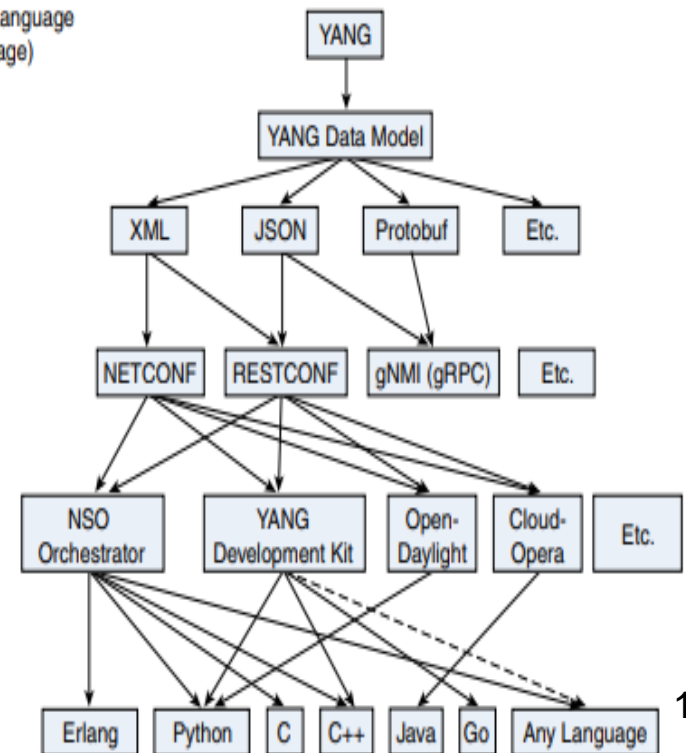 anguage
age)
YANG
YANG Data Model
XML
JSON
Protobuf
Etc.
NETCONF
RESTCONF
gNMI (gRPC)
Etc.
NSO
Orchestrator
YANG
Development Kit
Open-
Daylight
Cloud-
Opera
Etc.
Erlang
Python
C
C++
Java
Go
Any Language
1